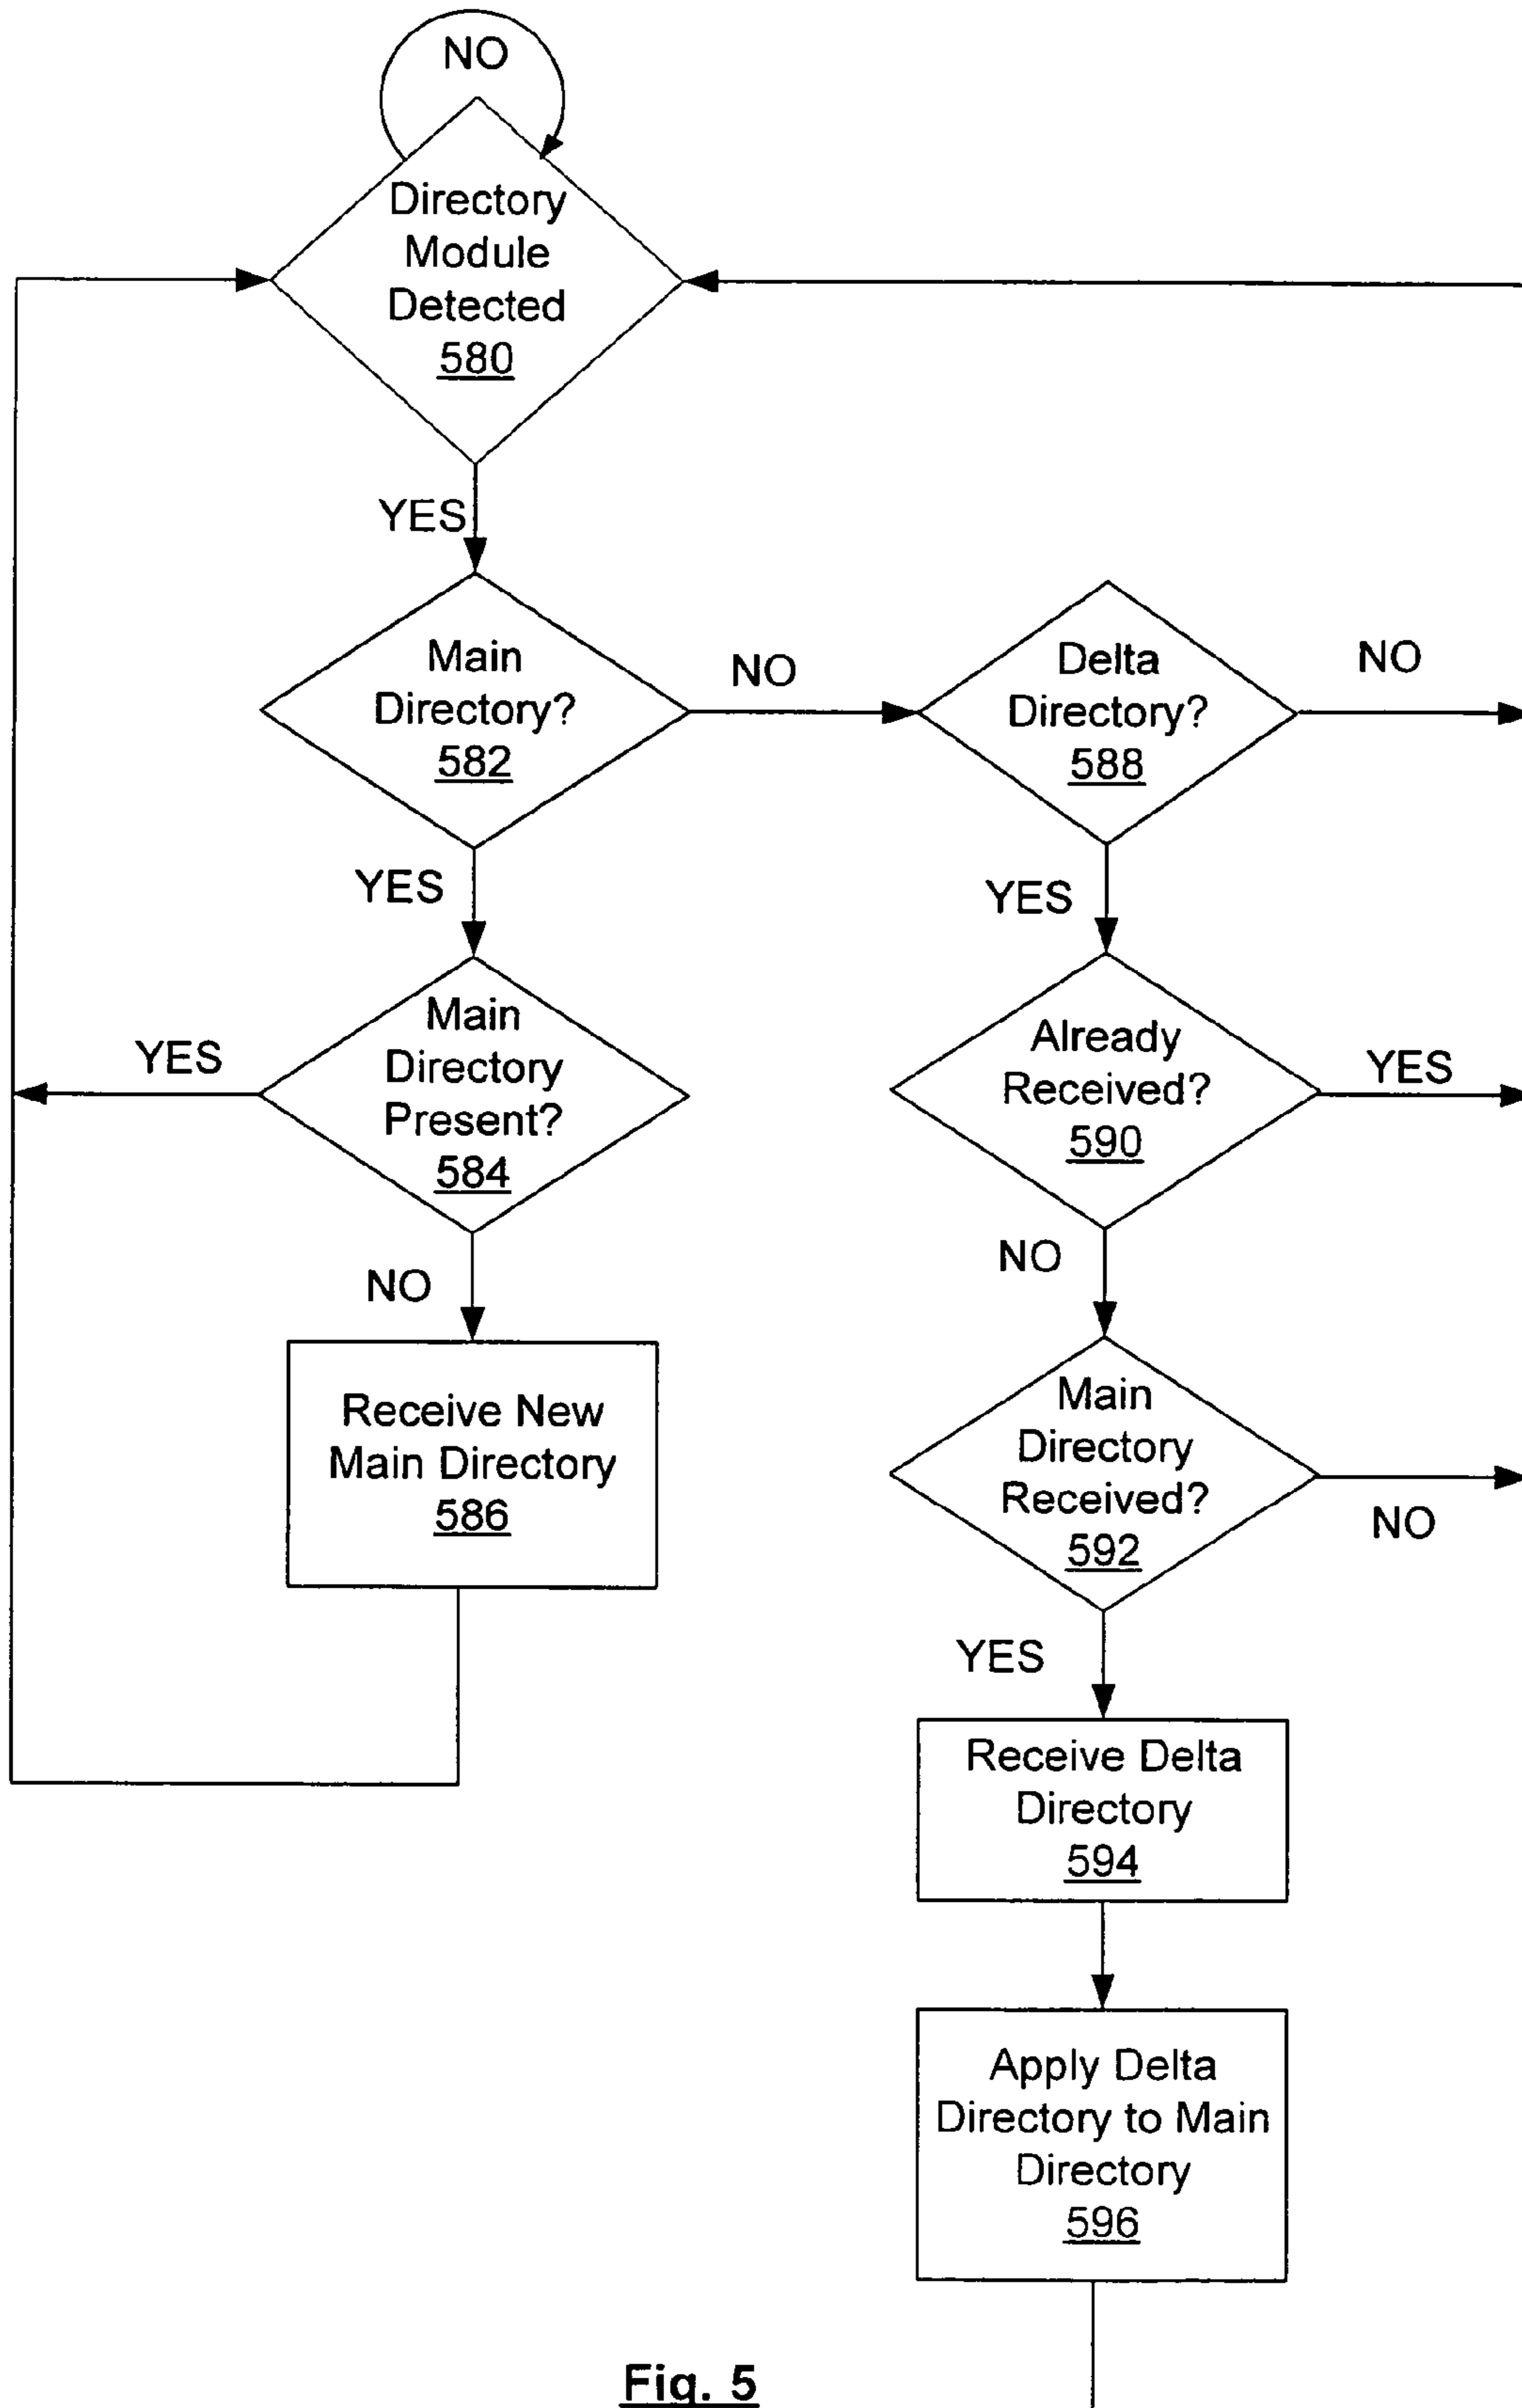 NO
Directory
Module
Detected
580
YES
Main
Directory?
582
NO
Delta
Directory?
588
NO
YES
YES
Main
Directory
Present?
584
YES
Already
Received?
590
YES
NO
NO
Receive New
Main Directory
586
Main
Directory
Received?
592
NO
YES
Receive Delta
Directory
594
Apply Delta
Directory to Main
Directory
596
Fig. 5